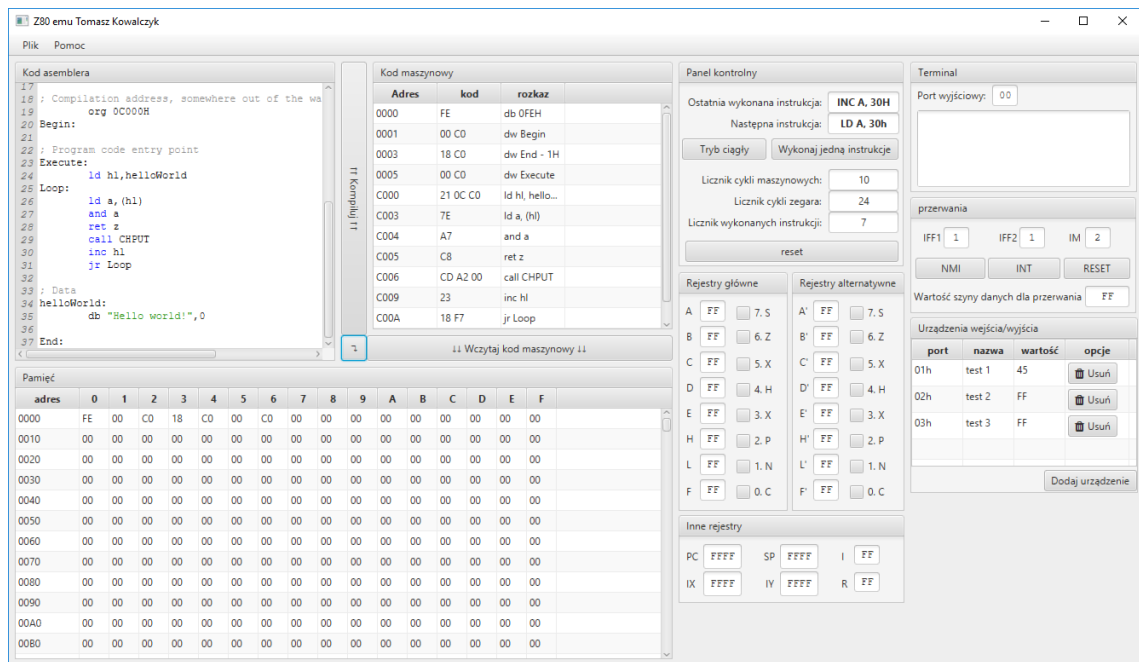 Z80 emu Tomasz Kowalczyk
Plik Pomoc
Kod asemblera
17
18 ; Compilation address, somewhere out of the wa
19 org 0C000H
20 Begin:
21
22 ; Program code entry point
23 Execute:
24 ld hl,helloWorld
25 Loop:
26 ld a,(hl)
27 and a
28 ret z
29 call CHPUT
30 inc hl
31 jr Loop
32
33 ; Data
34 helloWorld:
35 db "Hello world!",0
36
37 End:
↑↑ Kompiluj ↑↑
Kod maszynowy
Adres kod rozkaz
0000 FE db 0FEH
0001 00 C0 dw Begin
0003 18 C0 dw End - 1H
0005 00 C0 dw Execute
C000 21 0C C0 ld hl, hello...
C003 7E ld a, (hl)
C004 A7 and a
C005 C8 ret z
C006 CD A2 00 call CHPUT
C009 23 inc hl
C00A 18 F7 jr Loop
↓↓ Wczytaj kod maszynowy ↓↓
Pamięć
adres 0 1 2 3 4 5 6 7 8 9 A B C D E F
0000 FE 00 C0 18 C0 00 C0 00 00 00 00 00 00 00 00 00
0010 00 00 00 00 00 00 00 00 00 00 00 00 00 00 00 00
0020 00 00 00 00 00 00 00 00 00 00 00 00 00 00 00 00
0030 00 00 00 00 00 00 00 00 00 00 00 00 00 00 00 00
0040 00 00 00 00 00 00 00 00 00 00 00 00 00 00 00 00
0050 00 00 00 00 00 00 00 00 00 00 00 00 00 00 00 00
0060 00 00 00 00 00 00 00 00 00 00 00 00 00 00 00 00
0070 00 00 00 00 00 00 00 00 00 00 00 00 00 00 00 00
0080 00 00 00 00 00 00 00 00 00 00 00 00 00 00 00 00
0090 00 00 00 00 00 00 00 00 00 00 00 00 00 00 00 00
00A0 00 00 00 00 00 00 00 00 00 00 00 00 00 00 00 00
00B0 00 00 00 00 00 00 00 00 00 00 00 00 00 00 00 00
Panel kontrolny
Ostatnia wykonana instrukcja: INC A, 30H
Następna instrukcja: LD A, 30h
Tryb ciągły Wykonaj jedną instrukcje
Licznik cykli maszynowych: 10
Licznik cykli zegara: 24
Licznik wykonanych instrukcji: 7
reset
Rejestry główne
A FF 7. S
B FF 6. Z
C FF 5. X
D FF 4. H
E FF 3. X
H FF 2. P
L FF 1. N
F FF 0. C
Rejestry alternatywne
A' FF 7. S
B' FF 6. Z
C' FF 5. X
D' FF 4. H
E' FF 3. X
H' FF 2. P
L' FF 1. N
F' FF 0. C
Inne rejestry
PC FFFF SP FFFF I FF
IX FFFF IY FFFF R FF
Terminal
Port wyjściowy: 00
przerwania
IFF1 1 IFF2 1 IM 2
NMI INT RESET
Wartość szyny danych dla przerwania FF
Urządzenia wejścia/wyjścia
port nazwa wartość opcje
01h test 1 45 Usuń
02h test 2 FF Usuń
03h test 3 FF Usuń
Dodaj urządzenie